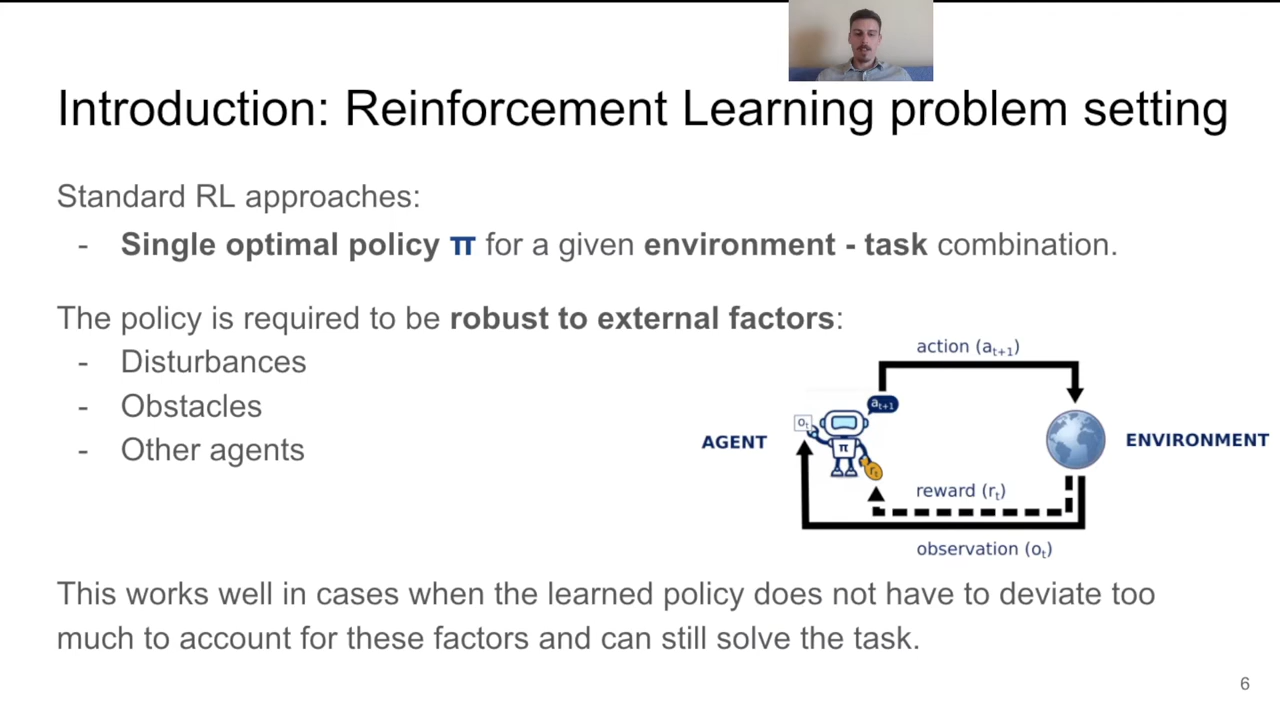 Introduction: Reinforcement Learning problem setting
Standard RL approaches:
- Single optimal policy π for a given environment - task combination.
The policy is required to be robust to external factors:
- Disturbances
- Obstacles
- Other agents
action (aₜ₊₁)
aₜ₊₁
oₜ
AGENT
π
rₜ
ENVIRONMENT
reward (rₜ)
observation (oₜ)
This works well in cases when the learned policy does not have to deviate too
much to account for these factors and can still solve the task.
6